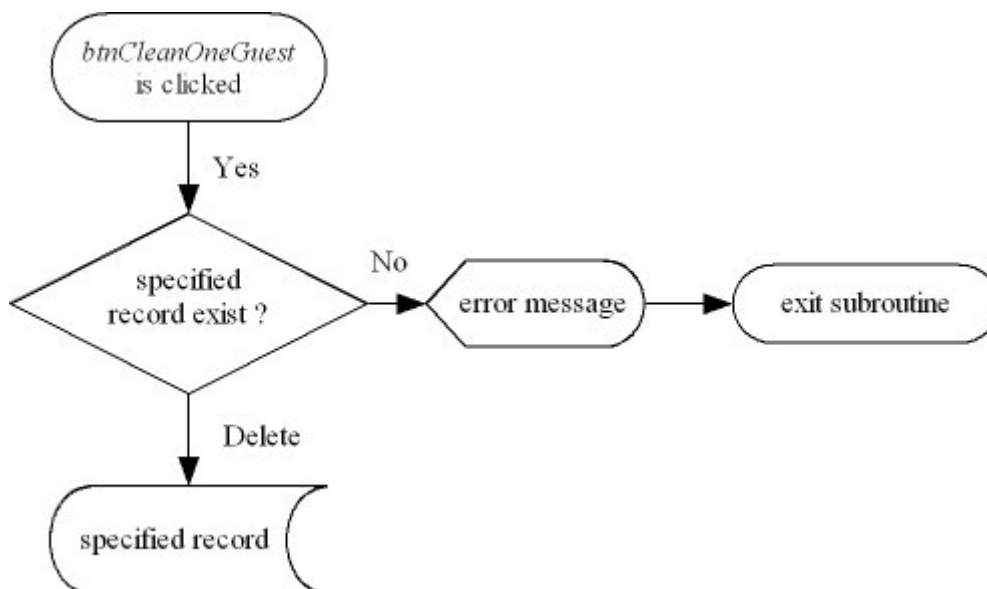 btnCleanOneGuest
is clicked
Yes
specified
record exist ?
No
error message
exit subroutine
Delete
specified record